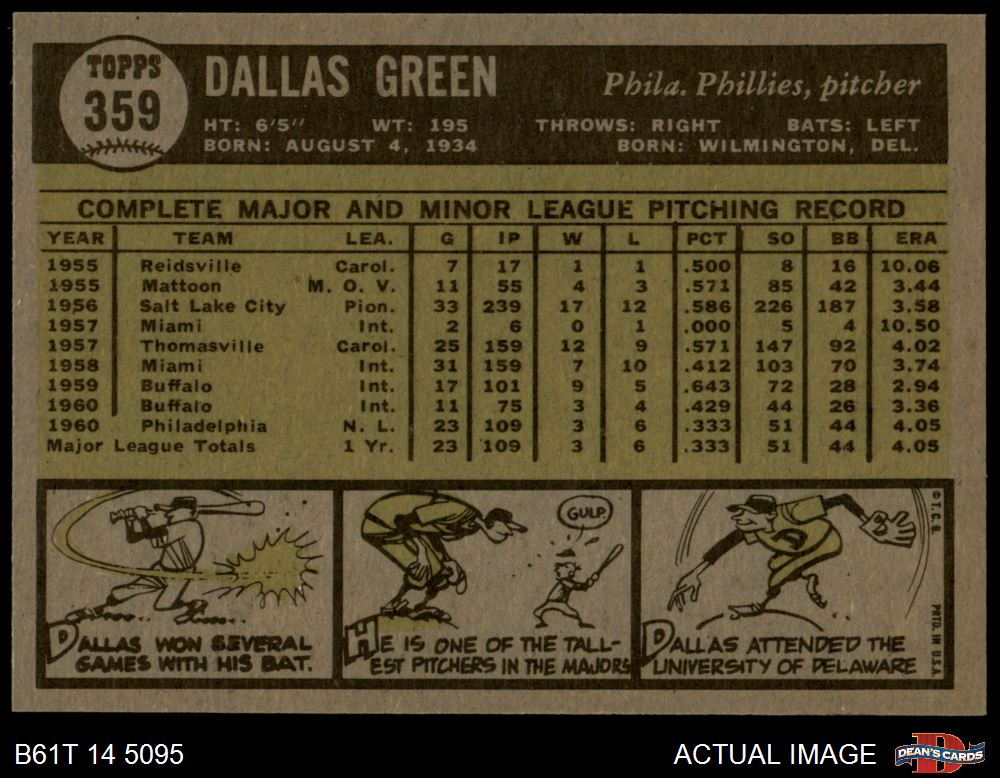 TOPPS
359
DALLAS GREEN
Phila. Phillies, pitcher
HT: 6'5" WT: 195 THROWS: RIGHT BATS: LEFT
BORN: AUGUST 4, 1934 BORN: WILMINGTON, DEL.
COMPLETE MAJOR AND MINOR LEAGUE PITCHING RECORD
YEAR TEAM LEA. G IP W L PCT SO BB ERA
1955 Reidsville Carol. 7 17 1 1 .500 8 16 10.06
1955 Mattoon M. O. V. 11 55 4 3 .571 85 42 3.44
1956 Salt Lake City Pion. 33 239 17 12 .586 226 187 3.58
1957 Miami Int. 2 6 0 1 .000 5 4 10.50
1957 Thomasville Carol. 25 159 12 9 .571 147 92 4.02
1958 Miami Int. 31 159 7 10 .412 103 70 3.74
1959 Buffalo Int. 17 101 9 5 .643 72 28 2.94
1960 Buffalo Int. 11 75 3 4 .429 44 26 3.36
1960 Philadelphia N. L. 23 109 3 6 .333 51 44 4.05
Major League Totals 1 Yr. 23 109 3 6 .333 51 44 4.05
DALLAS WON SEVERAL
GAMES WITH HIS BAT.
GULP
HE IS ONE OF THE TALL-
EST PITCHERS IN THE MAJORS
D
DALLAS ATTENDED THE
UNIVERSITY OF DELAWARE
© T.C.G.
PRTD. IN U.S.A.
B61T 14 5095
ACTUAL IMAGE
D
DEAN'S CARDS